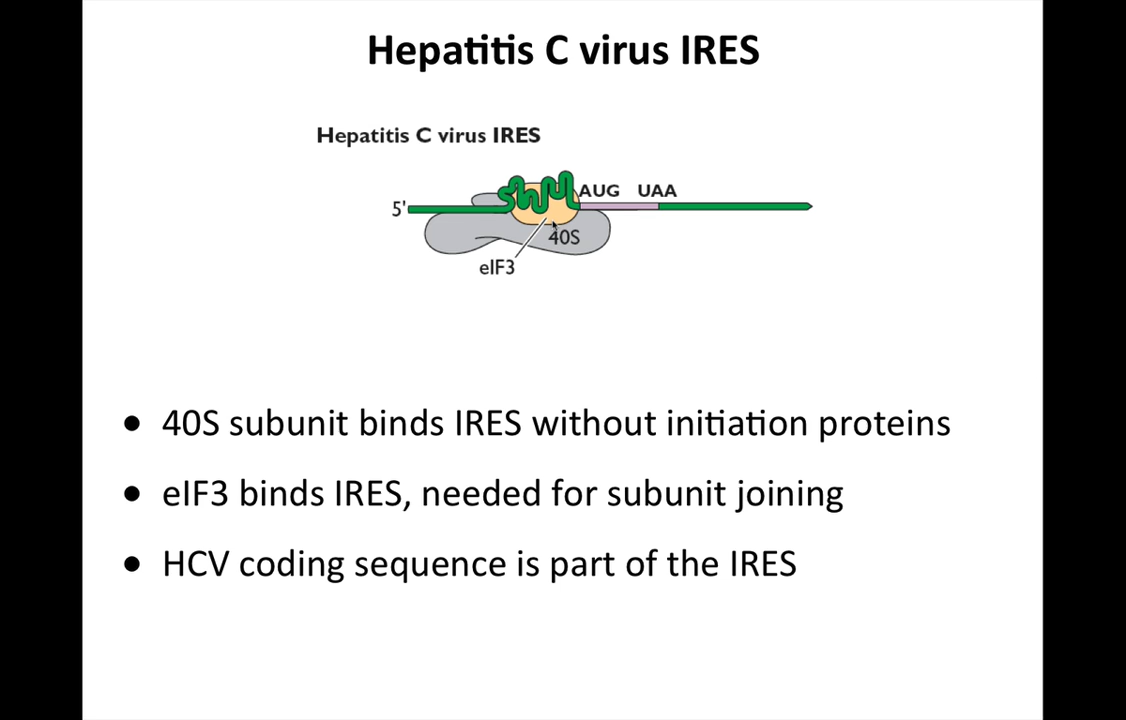 Hepatitis C virus IRES
Hepatitis C virus IRES
5' AUG UAA
40S
eIF3
• 40S subunit binds IRES without initiation proteins
• eIF3 binds IRES, needed for subunit joining
• HCV coding sequence is part of the IRES